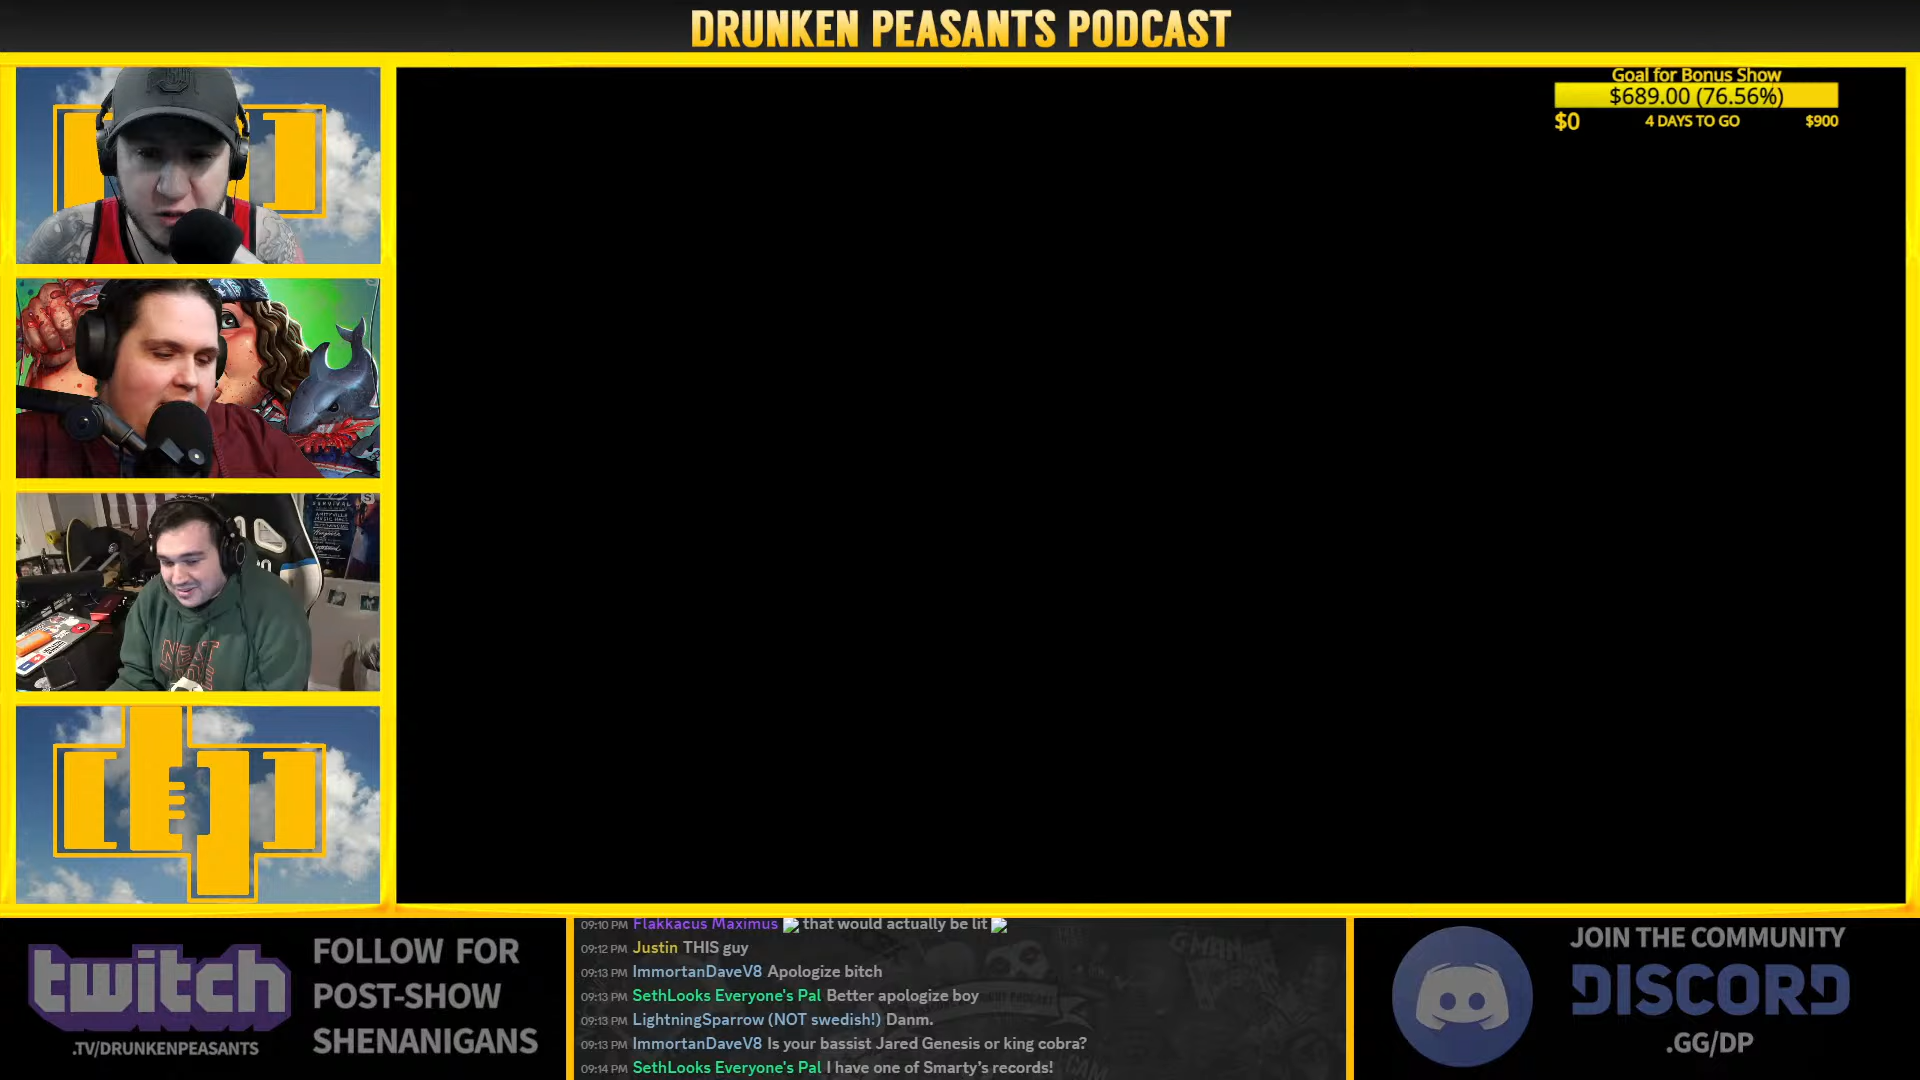 DRUNKEN PEASANTS PODCAST
Goal for Bonus Show
$689.00 (76.56%)
$0 4 DAYS TO GO $900
twitch
.TV/DRUNKENPEASANTS
FOLLOW FOR
POST-SHOW
SHENANIGANS
09:10 PM Flakkacus Maximus that would actually be lit
09:12 PM Justin THIS guy
09:13 PM ImmortanDaveV8 Apologize bitch
09:13 PM SethLooks Everyone's Pal Better apologize boy
09:13 PM LightningSparrow (NOT swedish!) Danm.
09:13 PM ImmortanDaveV8 Is your bassist Jared Genesis or king cobra?
09:14 PM SethLooks Everyone's Pal I have one of Smarty's records!
JOIN THE COMMUNITY
DISCORD
.GG/DP